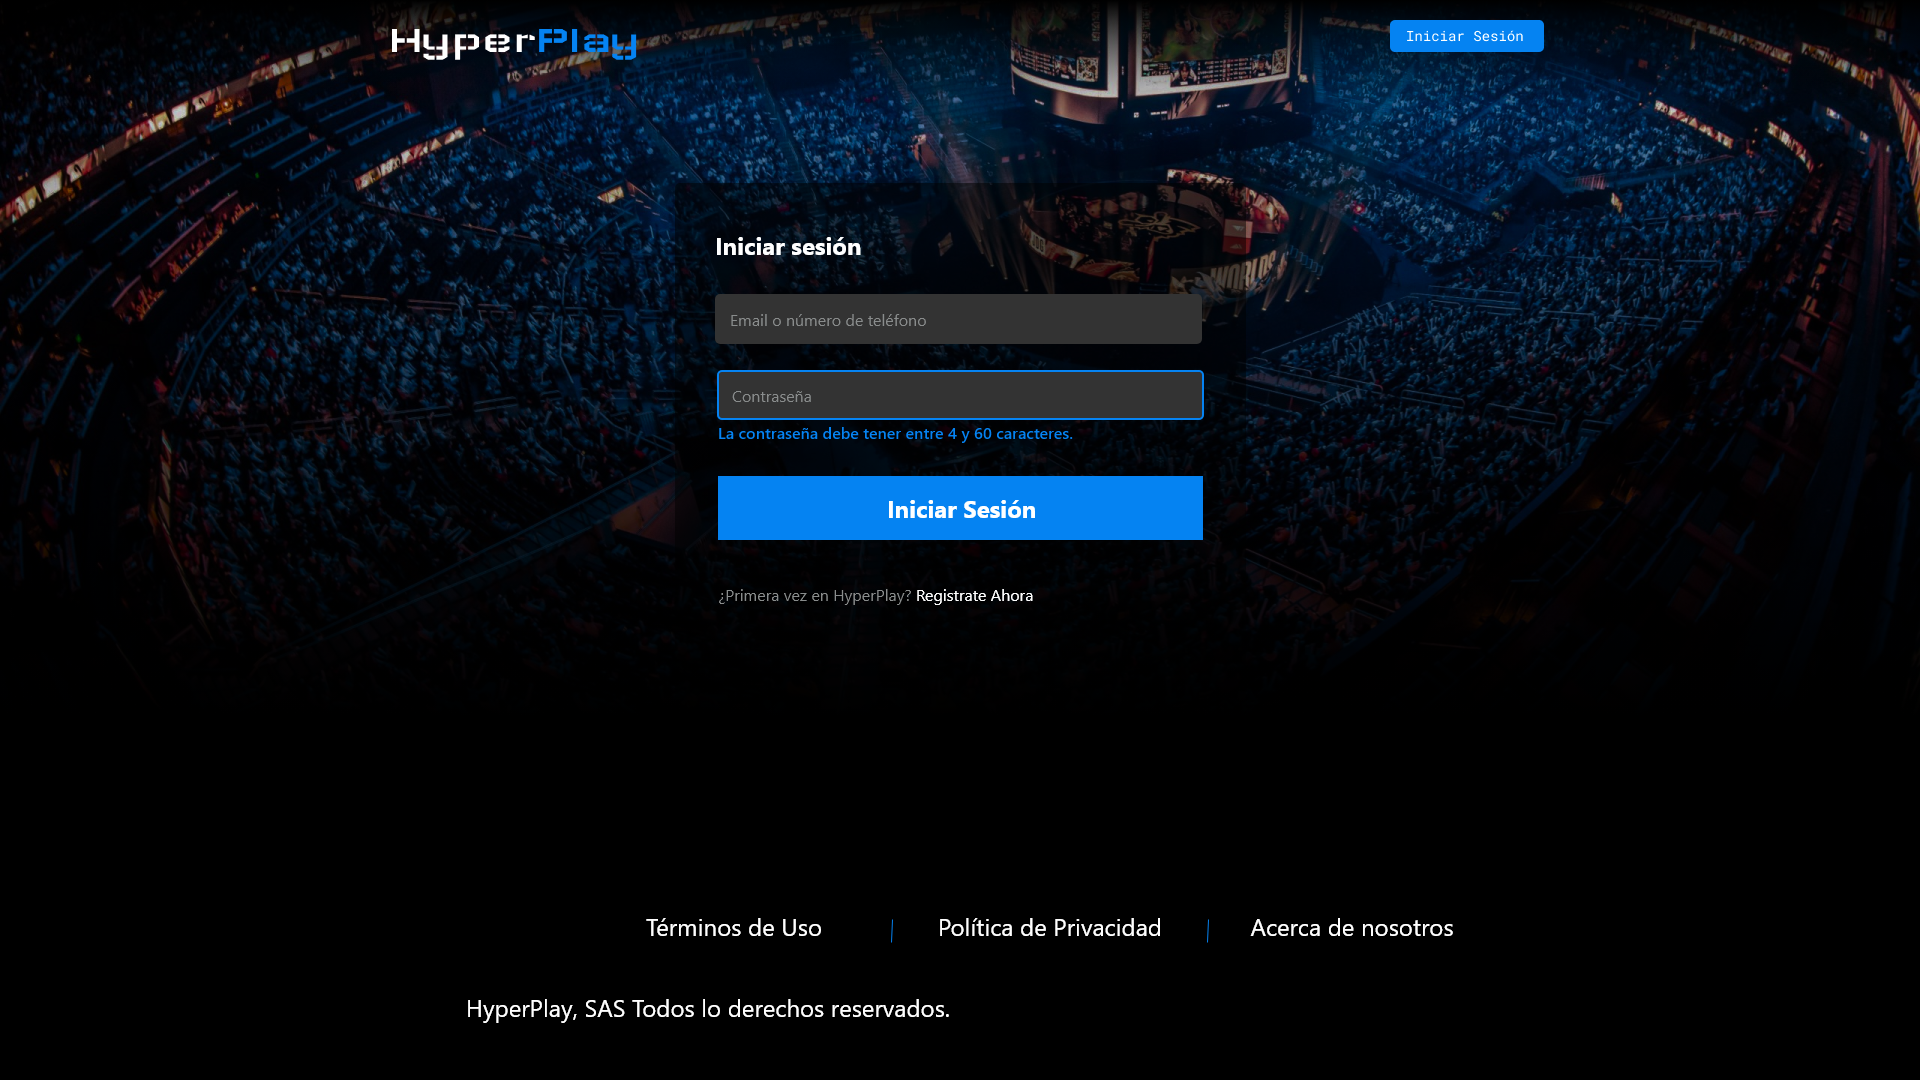 HyperPlay
Iniciar Sesión
WORLDS
Iniciar sesión
Email o número de teléfono
Contraseña
La contraseña debe tener entre 4 y 60 caracteres.
Iniciar Sesión
¿Primera vez en HyperPlay? Registrate Ahora
Términos de Uso
Política de Privacidad
Acerca de nosotros
HyperPlay, SAS Todos lo derechos reservados.